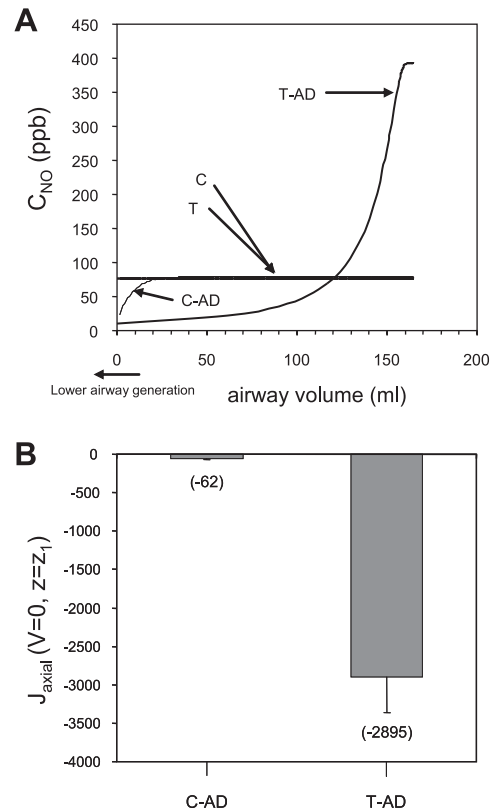 A
C_NO (ppb)
450
400
350
300
250
200
150
100
50
0
T-AD
C
T
C-AD
0 50 100 150 200
Lower airway generation
airway volume (ml)
B
J_axial (V=0, z=z_1)
0
-500
-1000
-1500
-2000
-2500
-3000
-3500
-4000
(-62)
(-2895)
C-AD T-AD